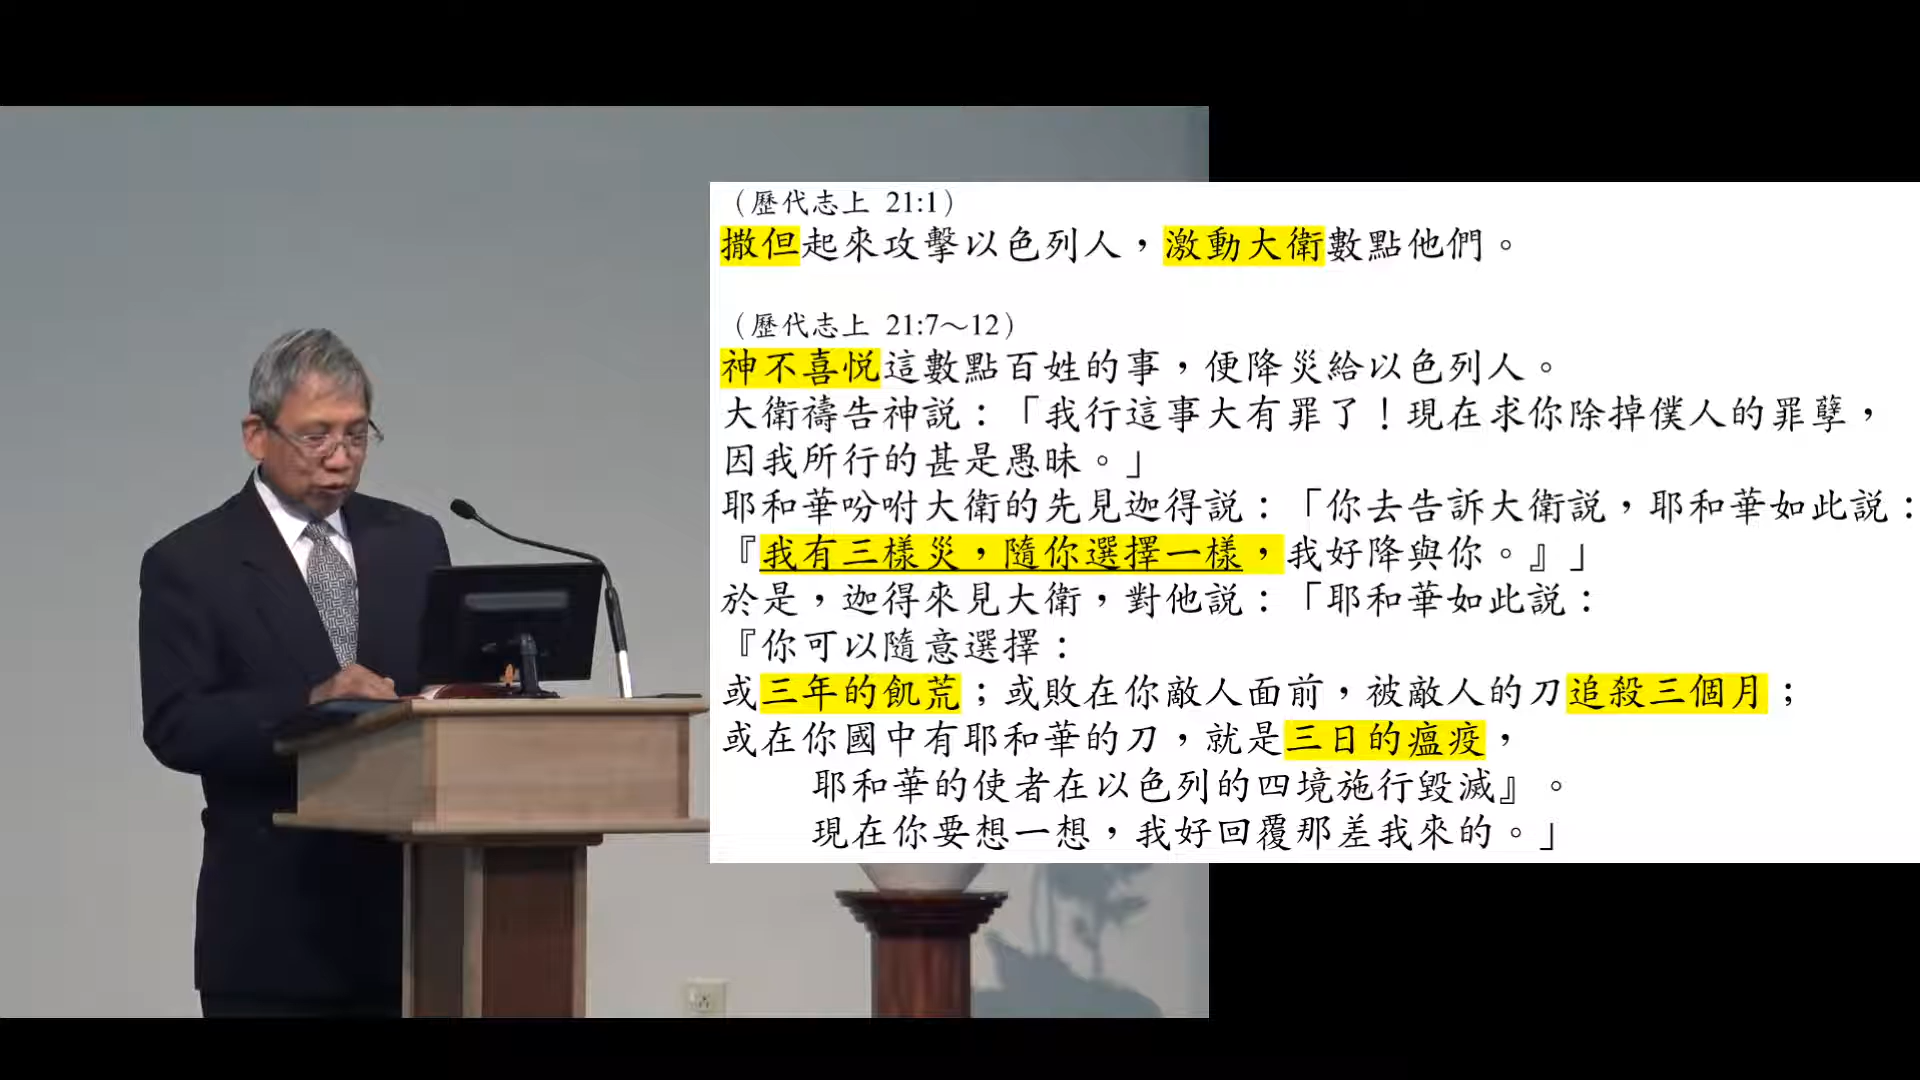 （歷代志上 21:1）
撒但起來攻擊以色列人，激動大衛數點他們。
（歷代志上 21:7～12）
神不喜悅這數點百姓的事，便降災給以色列人。
大衛禱告神說：「我行這事大有罪了！現在求你除掉僕人的罪孽，
因我所行的甚是愚昧。」
耶和華吩咐大衛的先見迦得說：「你去告訴大衛說，耶和華如此說：
『我有三樣災，隨你選擇一樣，我好降與你。』」
於是，迦得來見大衛，對他說：「耶和華如此說：
『你可以隨意選擇：
或三年的飢荒；或敗在你敵人面前，被敵人的刀追殺三個月；
或在你國中有耶和華的刀，就是三日的瘟疫，
耶和華的使者在以色列的四境施行毀滅』。
現在你要想一想，我好回覆那差我來的。」